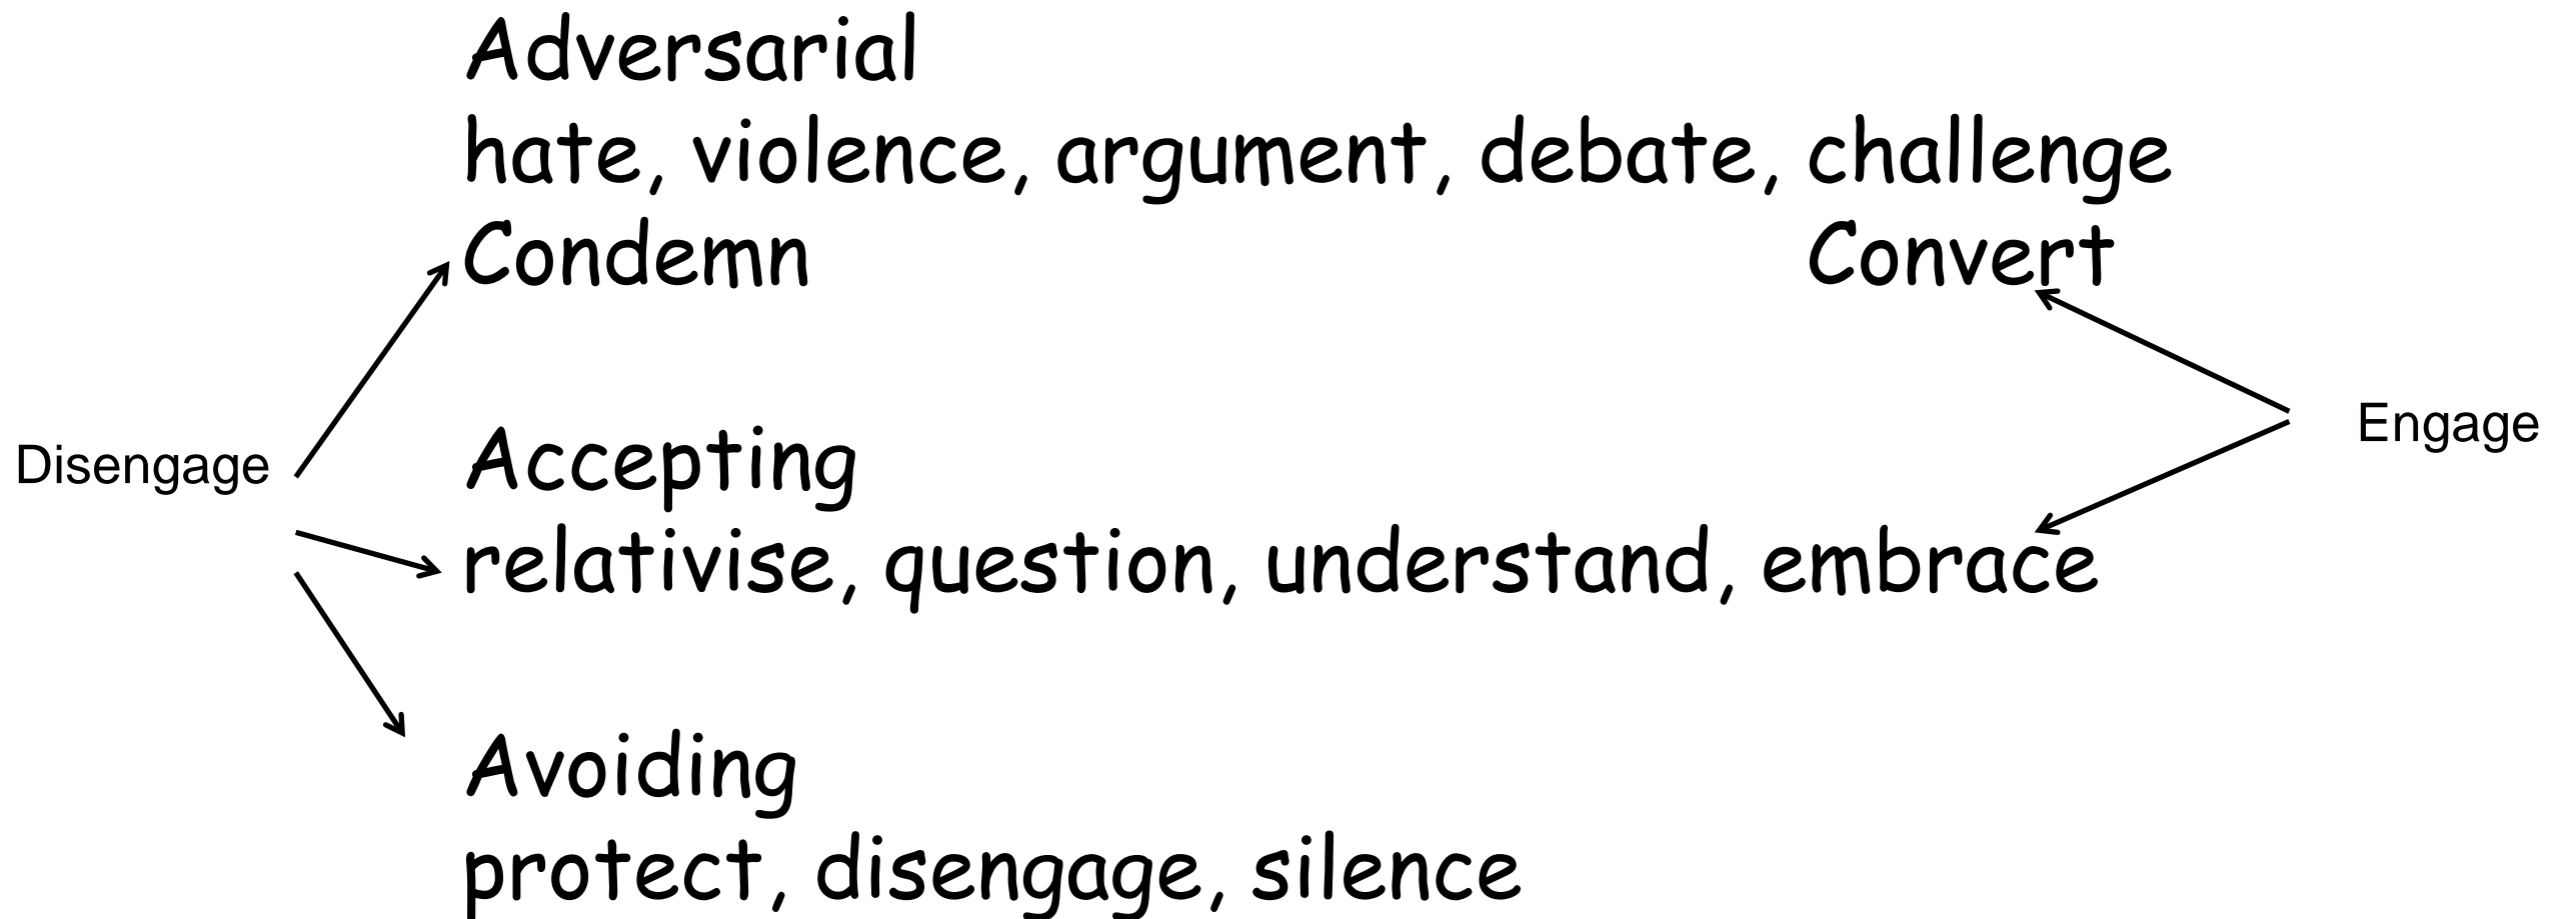 Adversarial
hate, violence, argument, debate, challenge
Condemn Convert
Disengage
Engage
Accepting
relativise, question, understand, embrace
Avoiding
protect, disengage, silence